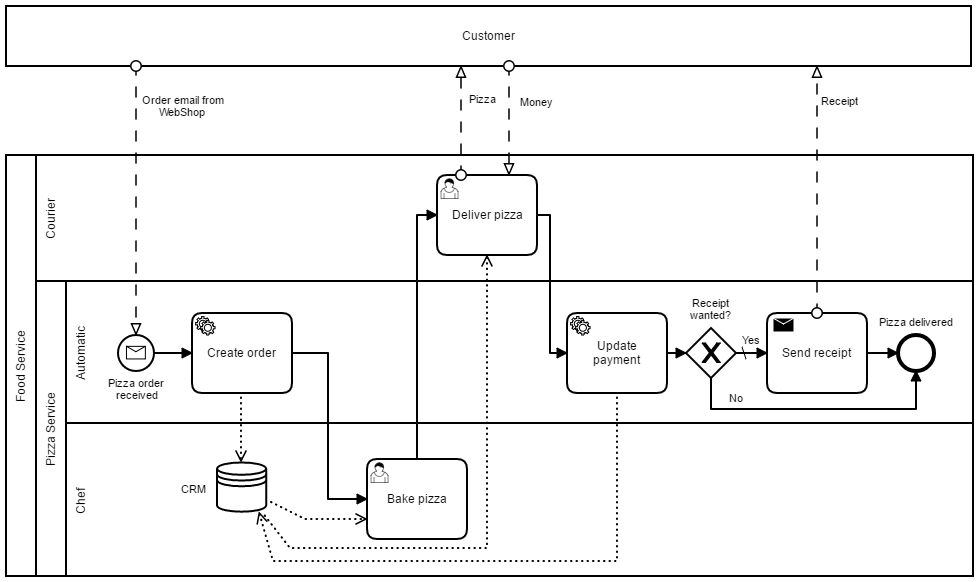 Customer
Order email from
WebShop
Pizza
Money
Receipt
Food Service
Courier
Deliver pizza
Pizza Service
Automatic
Pizza order
received
Create order
Update
payment
Receipt
wanted?
Yes
No
Send receipt
Pizza delivered
Chef
CRM
Bake pizza